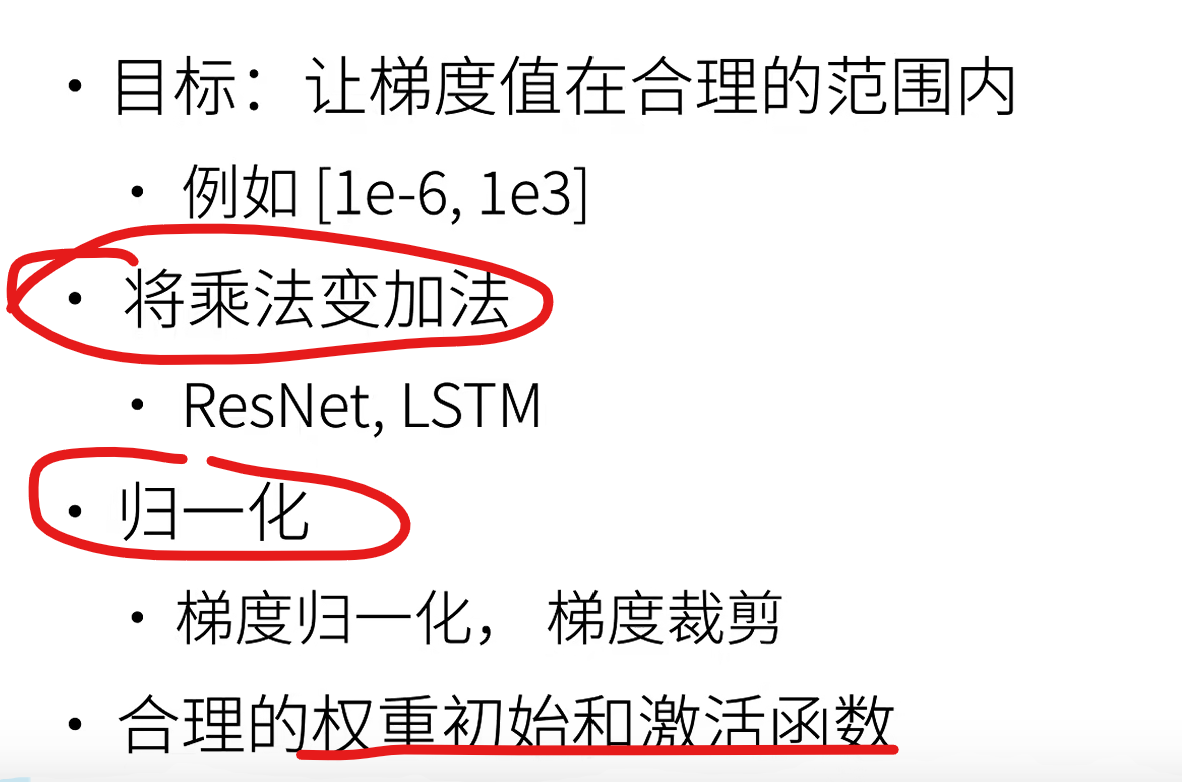 • 目标： 让梯度值在合理的范围内
• 例如 [1e-6, 1e3]
• 将乘法变加法
• ResNet, LSTM
• 归一化
• 梯度归一化， 梯度裁剪
• 合理的权重初始和激活函数